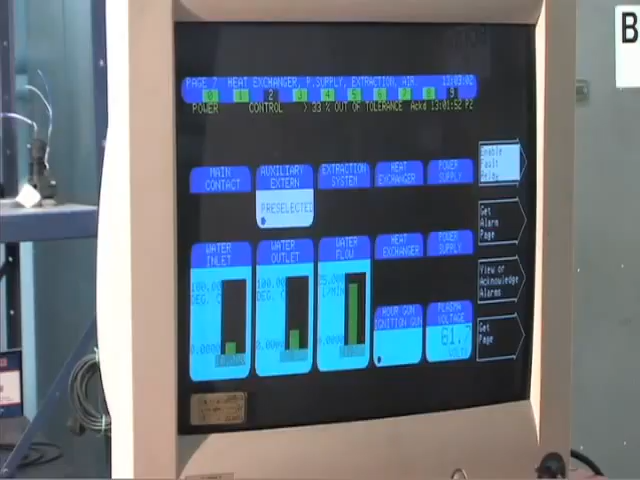 B
PAGE 7 HEAT EXCHANGER, P.SUPPLY, EXTRACTION, AIR. 13:03:02
0 1 2 3 4 5 6 7 8 9
POWER CONTROL > 33 % OUT OF TOLERANCE Ackd 13:01:52 P2
MAIN CONTACT
AUXILIARY EXTERN
EXTRACTION SYSTEM
HEAT EXCHANGER
POWER SUPPLY
Enable Fault Relay
PRESELECTED
Get Alarm Page
WATER INLET
WATER OUTLET
WATER FLOW
HEAT EXCHANGER
POWER SUPPLY
100.00 DEG. C
100.00 DEG. C
25.000 L/MIN
View or Acknowledge Alarms
0.0000
0.0000
0.0000
HOUR GUN IGNITION GUN
PLASMA VOLTAGE
61.7
VOLTS
Get Page